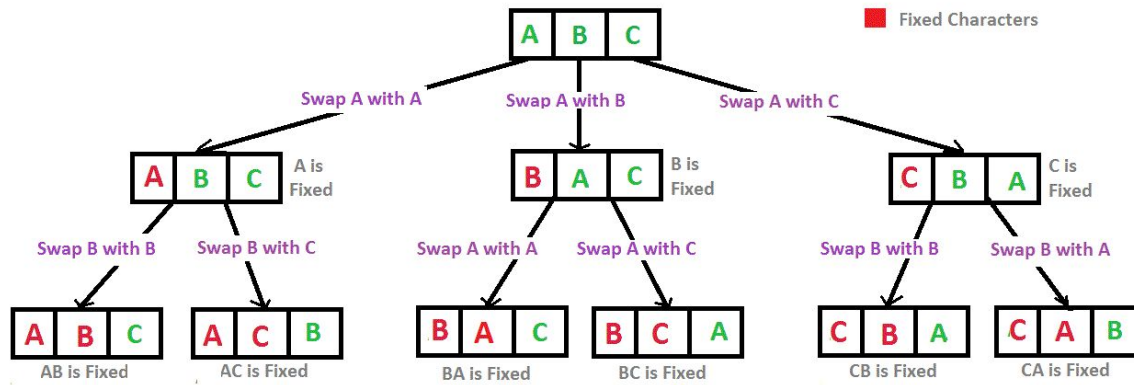 A B C
Fixed Characters
Swap A with A
Swap A with B
Swap A with C
A B C
A is
Fixed
B A C
B is
Fixed
C B A
C is
Fixed
Swap B with B
Swap B with C
Swap A with A
Swap A with C
Swap B with B
Swap B with A
A B C
A C B
B A C
B C A
C B A
C A B
AB is Fixed
AC is Fixed
BA is Fixed
BC is Fixed
CB is Fixed
CA is Fixed